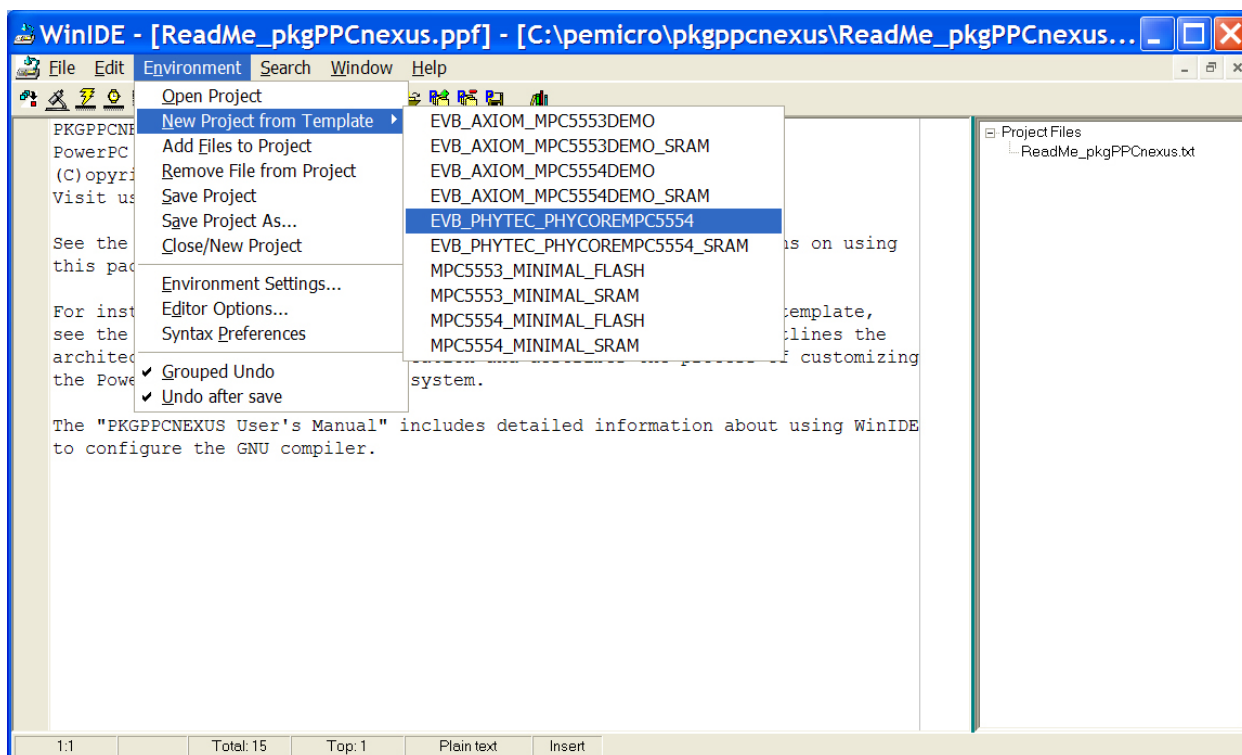 WinIDE - [ReadMe_pkgPPCnexus.ppf] - [C:\pemicro\pkgppcnexus\ReadMe_pkgPPCnexus...
File Edit Environment Search Window Help
Open Project
New Project from Template
Add Files to Project
Remove File from Project
Save Project
Save Project As...
Close/New Project
Environment Settings...
Editor Options...
Syntax Preferences
Grouped Undo
Undo after save
EVB_AXIOM_MPC5553DEMO
EVB_AXIOM_MPC5553DEMO_SRAM
EVB_AXIOM_MPC5554DEMO
EVB_AXIOM_MPC5554DEMO_SRAM
EVB_PHYTEC_PHYCOREMPC5554
EVB_PHYTEC_PHYCOREMPC5554_SRAM
MPC5553_MINIMAL_FLASH
MPC5553_MINIMAL_SRAM
MPC5554_MINIMAL_FLASH
MPC5554_MINIMAL_SRAM
PowerPC
(C)opyri
Visit us
See the on using
this pac
For inst template,
see the tlines the
architec customizing
the Powe system.
The "PKGPPCNEXUS User's Manual" includes detailed information about using WinIDE
to configure the GNU compiler.
Project Files
ReadMe_pkgPPCnexus.txt
1:1 Total: 15 Top: 1 Plain text Insert